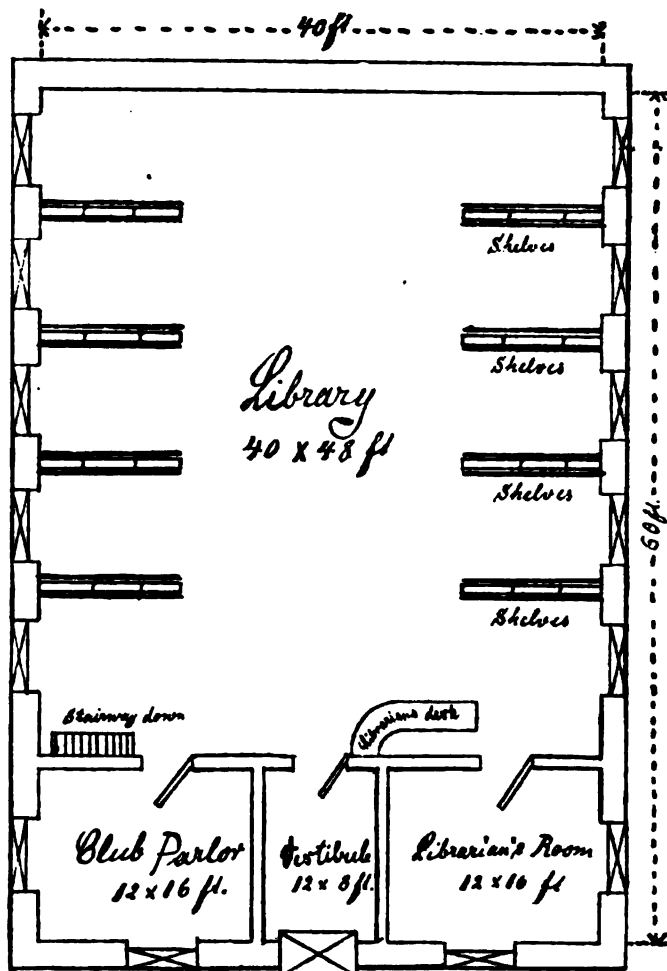 40 ft.
Shelves
Shelves
Library
40 x 48 ft
Shelves
60 ft.
Shelves
Stairway down
Librarians desk
Club Parlor
12 x 16 ft.
Vestibule
12 x 8 ft.
Librarian's Room
12 x 16 ft